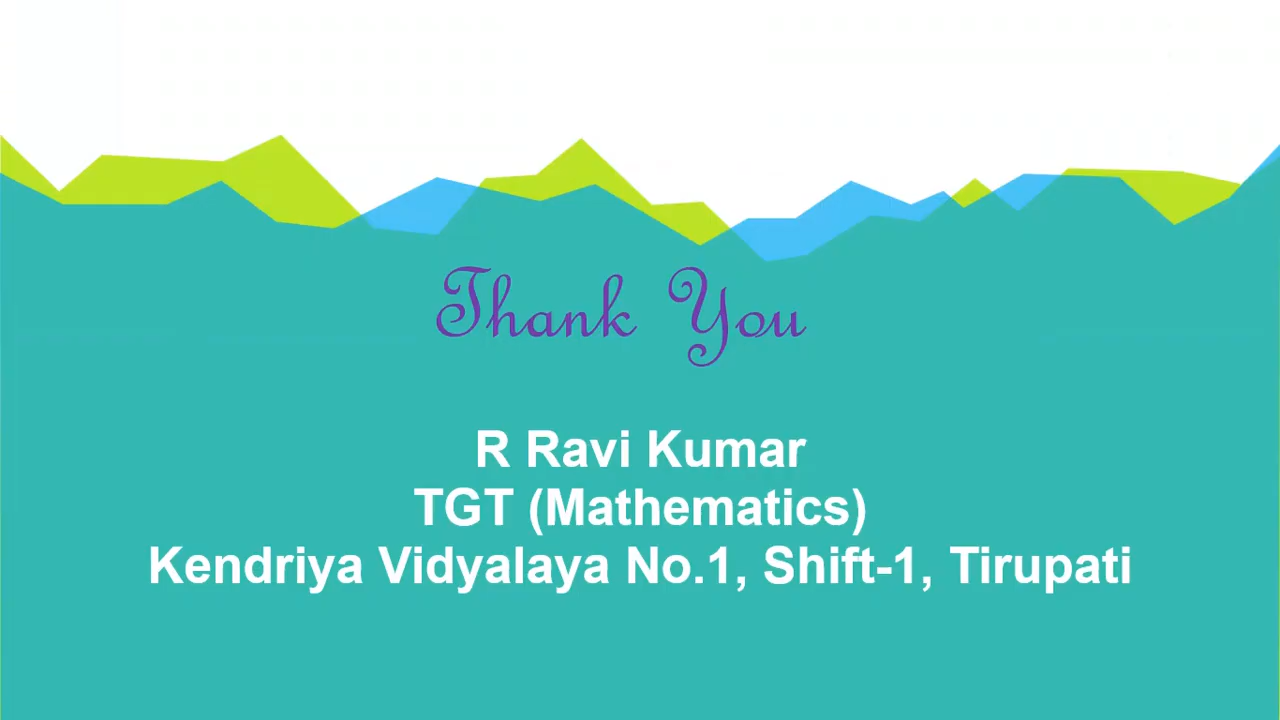 Thank You
R Ravi Kumar
TGT (Mathematics)
Kendriya Vidyalaya No.1, Shift-1, Tirupati